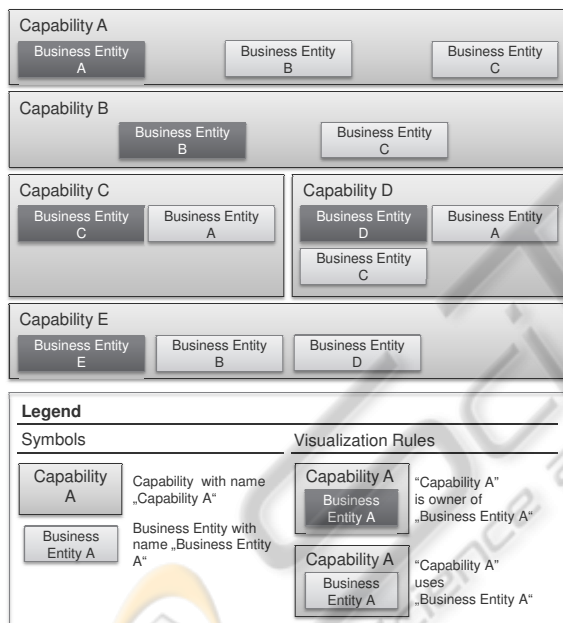 Capability A
Business Entity
A
Business Entity
B
Business Entity
C
Capability B
Business Entity
B
Business Entity
C
Capability C
Business Entity
C
Business Entity
A
Capability D
Business Entity
D
Business Entity
A
Business Entity
C
Capability E
Business Entity
E
Business Entity
B
Business Entity
D
Legend
Symbols
Capability
A
Capability with name
„Capability A“
Business
Entity A
Business Entity with
name „Business Entity
A“
Visualization Rules
Capability A
Business
Entity A
“Capability A”
is owner of
„Business Entity A“
Capability A
Business
Entity A
“Capability A”
uses
„Business Entity A“